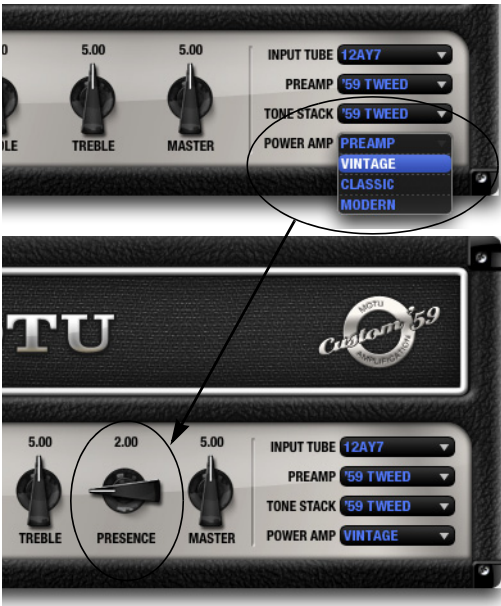 0 5.00 5.00 INPUT TUBE 12AY7
PREAMP '59 TWEED
TONE STACK '59 TWEED
DLE TREBLE MASTER POWER AMP PREAMP
VINTAGE
CLASSIC
MODERN
TU
MOTU
Custom '59
AMPLIFICATION
5.00 2.00 5.00 INPUT TUBE 12AY7
PREAMP '59 TWEED
TONE STACK '59 TWEED
TREBLE PRESENCE MASTER POWER AMP VINTAGE